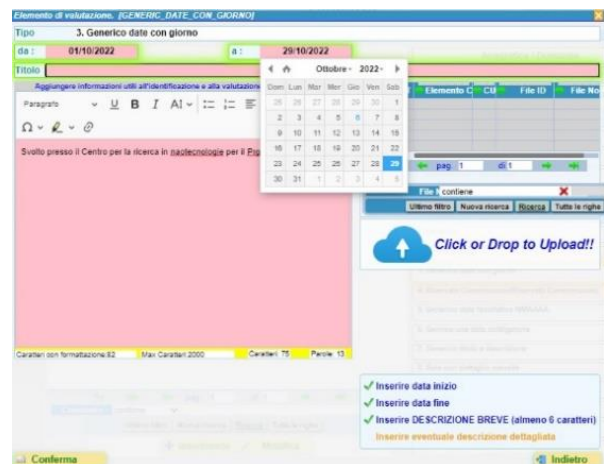 Elemento di valutazione. [GENERIC_DATE_CON_GIORNO]
Tipo 3. Generico date con giorno
da : 01/10/2022 a : 29/10/2022
Titolo
Aggiungere informazioni utili all'identificazione e alla valutazione
Paragrafo U B I AI
Ω
Svolto presso il Centro per la ricerca in naotecnologie per il
Ottobre 2022
Dom Lun Mar Mer Gio Ven Sab
25 26 27 28 29 30 1
2 3 4 5 6 7 8
9 10 11 12 13 14 15
16 17 18 19 20 21 22
23 24 25 26 27 28 29
30 31 1 2 3 4 5
Elemento C CU File ID File No
pag 1 di 1
File contiene
Ultimo filtro Nuova ricerca Ricerca Tutte le righe
Click or Drop to Upload!!
Caratteri con formattazione:82 Max Caratteri:2000 Caratteri: 75 Parole: 13
Inserire data inizio
Inserire data fine
Inserire DESCRIZIONE BREVE (almeno 6 caratteri)
Inserire eventuale descrizione dettagliata
Conferma Indietro